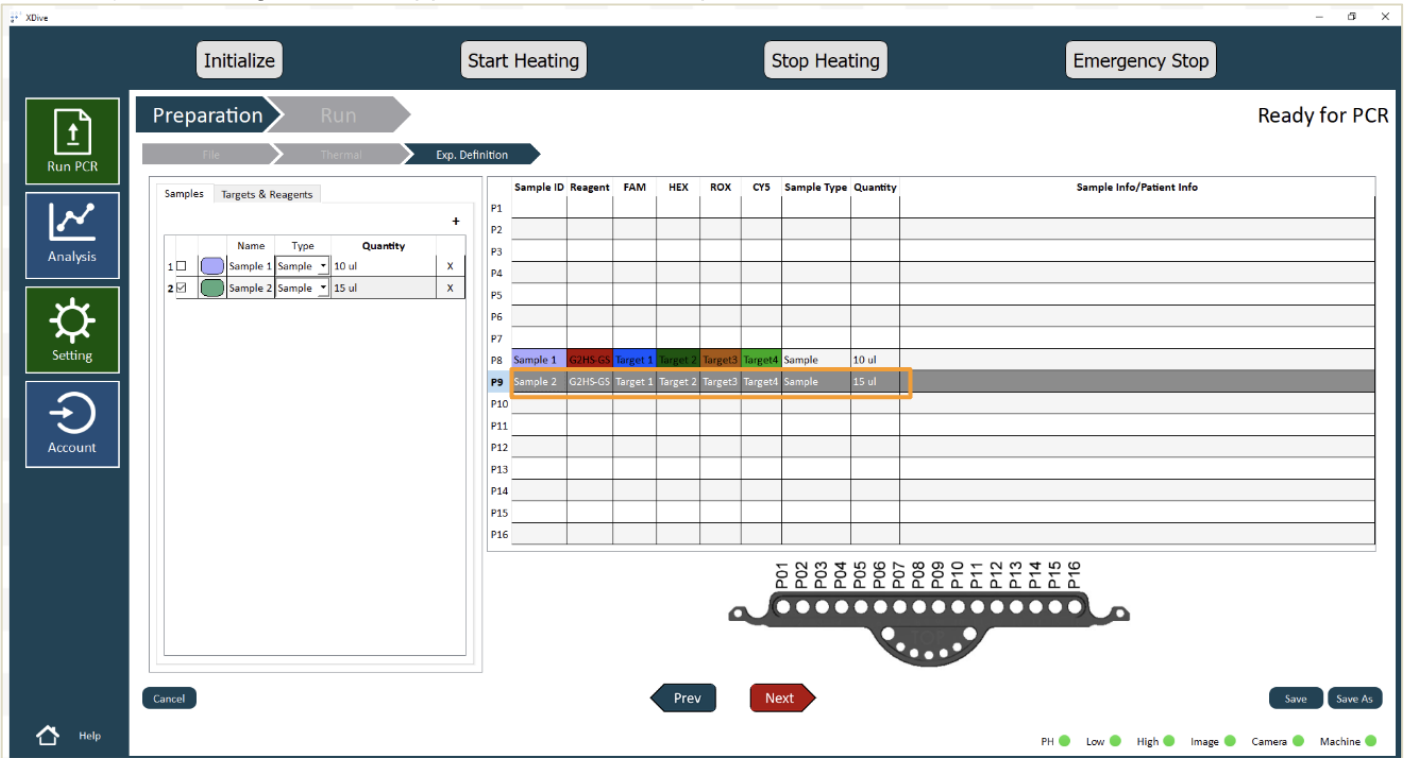 XDive
Initialize Start Heating Stop Heating Emergency Stop
Preparation Run Ready for PCR
File Thermal Exp. Definition
Run PCR
Analysis
Setting
Account
Samples Targets & Reagents
+
Name Type Quantity
1 Sample 1 Sample 10 ul X
2 Sample 2 Sample 15 ul X
Sample ID Reagent FAM HEX ROX CY5 Sample Type Quantity Sample Info/Patient Info
P1
P2
P3
P4
P5
P6
P7
P8 Sample 1 G2HS-GS Target 1 Target 2 Target3 Target4 Sample 10 ul
P9 Sample 2 G2HS-GS Target 1 Target 2 Target3 Target4 Sample 15 ul
P10
P11
P12
P13
P14
P15
P16
P01 P02 P03 P04 P05 P06 P07 P08 P09 P10 P11 P12 P13 P14 P15 P16
TOP
Cancel Prev Next Save Save As
Help
PH Low High Image Camera Machine